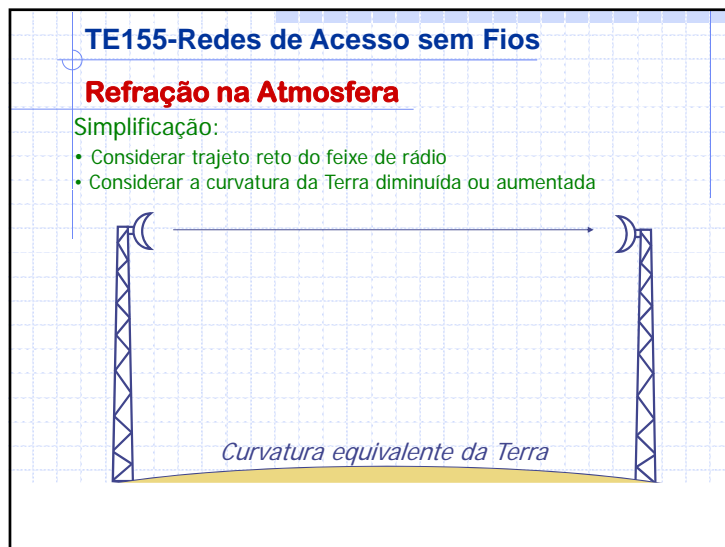 TE155-Redes de Acesso sem Fios
Refração na Atmosfera
Simplificação:
• Considerar trajeto reto do feixe de rádio
• Considerar a curvatura da Terra diminuída ou aumentada
Curvatura equivalente da Terra